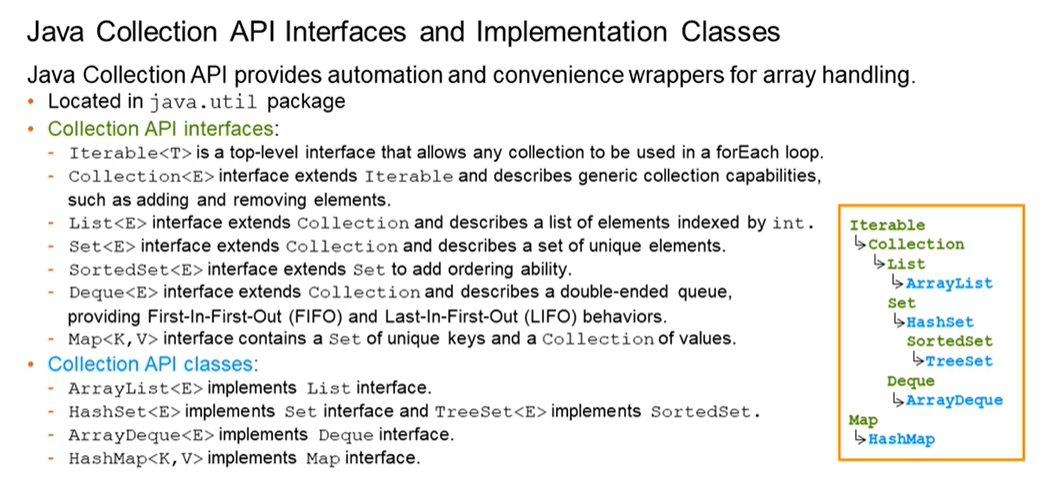 Java Collection API Interfaces and Implementation Classes
Java Collection API provides automation and convenience wrappers for array handling.
• Located in java.util package
• Collection API interfaces:
- Iterable<T> is a top-level interface that allows any collection to be used in a forEach loop.
- Collection<E> interface extends Iterable and describes generic collection capabilities,
such as adding and removing elements.
- List<E> interface extends Collection and describes a list of elements indexed by int.
- Set<E> interface extends Collection and describes a set of unique elements.
- SortedSet<E> interface extends Set to add ordering ability.
- Deque<E> interface extends Collection and describes a double-ended queue,
providing First-In-First-Out (FIFO) and Last-In-First-Out (LIFO) behaviors.
- Map<K,V> interface contains a Set of unique keys and a Collection of values.
• Collection API classes:
- ArrayList<E> implements List interface.
- HashSet<E> implements Set interface and TreeSet<E> implements SortedSet.
- ArrayDeque<E> implements Deque interface.
- HashMap<K,V> implements Map interface.
Iterable
↳Collection
↳List
↳ArrayList
Set
↳HashSet
SortedSet
↳TreeSet
Deque
↳ArrayDeque
Map
↳HashMap